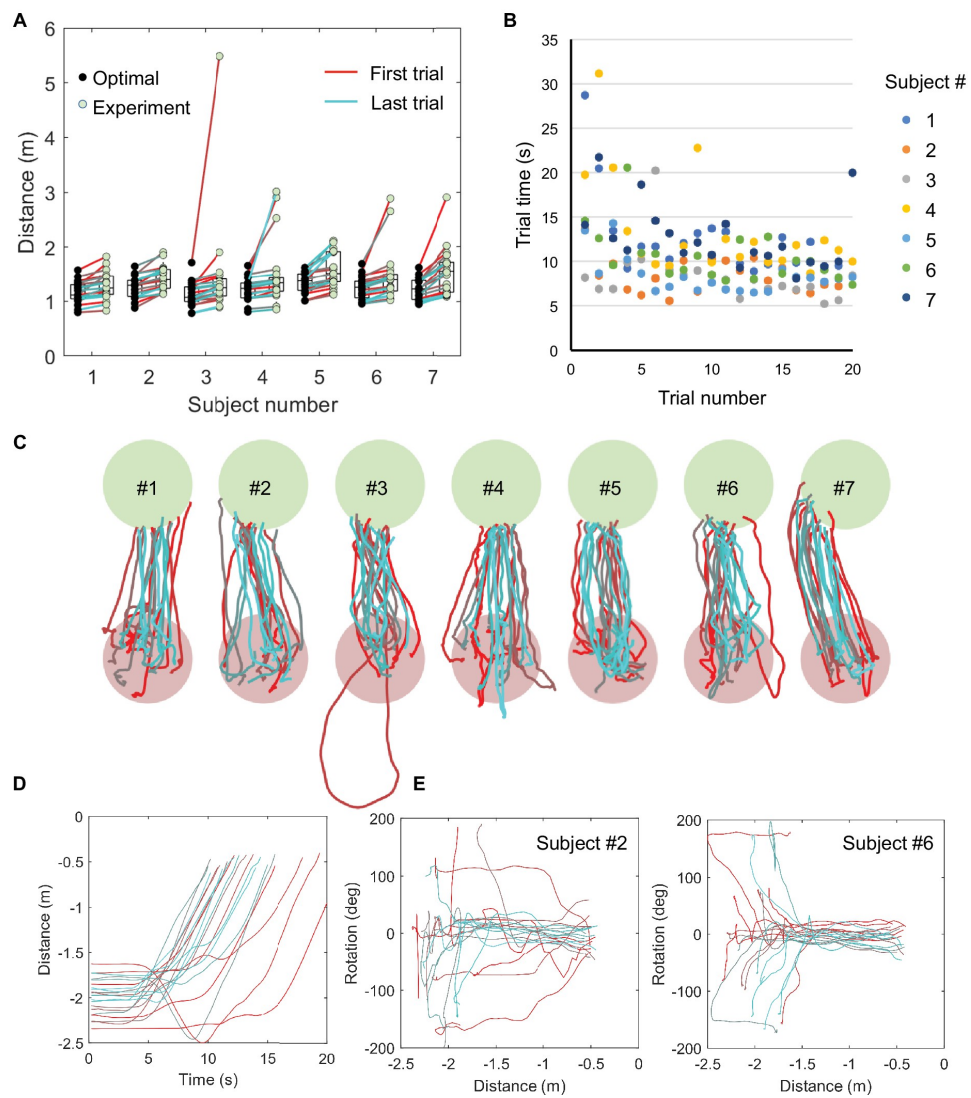 A
6
5
4
3
2
1
0
Distance (m)
Optimal
Experiment
First trial
Last trial
1 2 3 4 5 6 7
Subject number
B
35
30
25
20
15
10
5
0
Trial time (s)
0 5 10 15 20
Trial number
Subject #
1
2
3
4
5
6
7
C
#1 #2 #3 #4 #5 #6 #7
D
0
-0.5
-1
-1.5
-2
-2.5
Distance (m)
0 5 10 15 20
Time (s)
E
200
100
0
-100
-200
Rotation (deg)
Subject #2
-2.5 -2 -1.5 -1 -0.5 0
Distance (m)
200
100
0
-100
-200
Rotation (deg)
Subject #6
-2.5 -2 -1.5 -1 -0.5 0
Distance (m)